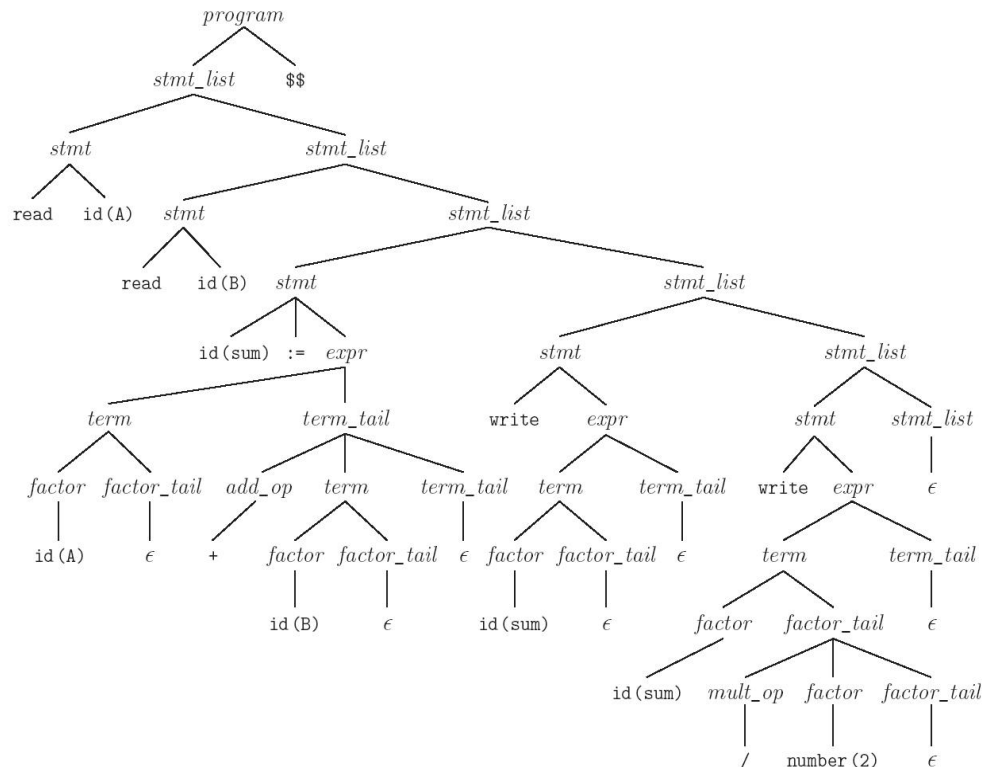 program
stmt_list $$
stmt stmt_list
read id(A) stmt stmt_list
read id(B) stmt stmt_list
id(sum) := expr stmt stmt_list
term term_tail write expr stmt stmt_list
factor factor_tail add_op term term_tail term term_tail write expr ϵ
id(A) ϵ + factor factor_tail ϵ factor factor_tail ϵ term term_tail
id(B) ϵ id(sum) ϵ factor factor_tail ϵ
id(sum) mult_op factor factor_tail
/ number(2) ϵ